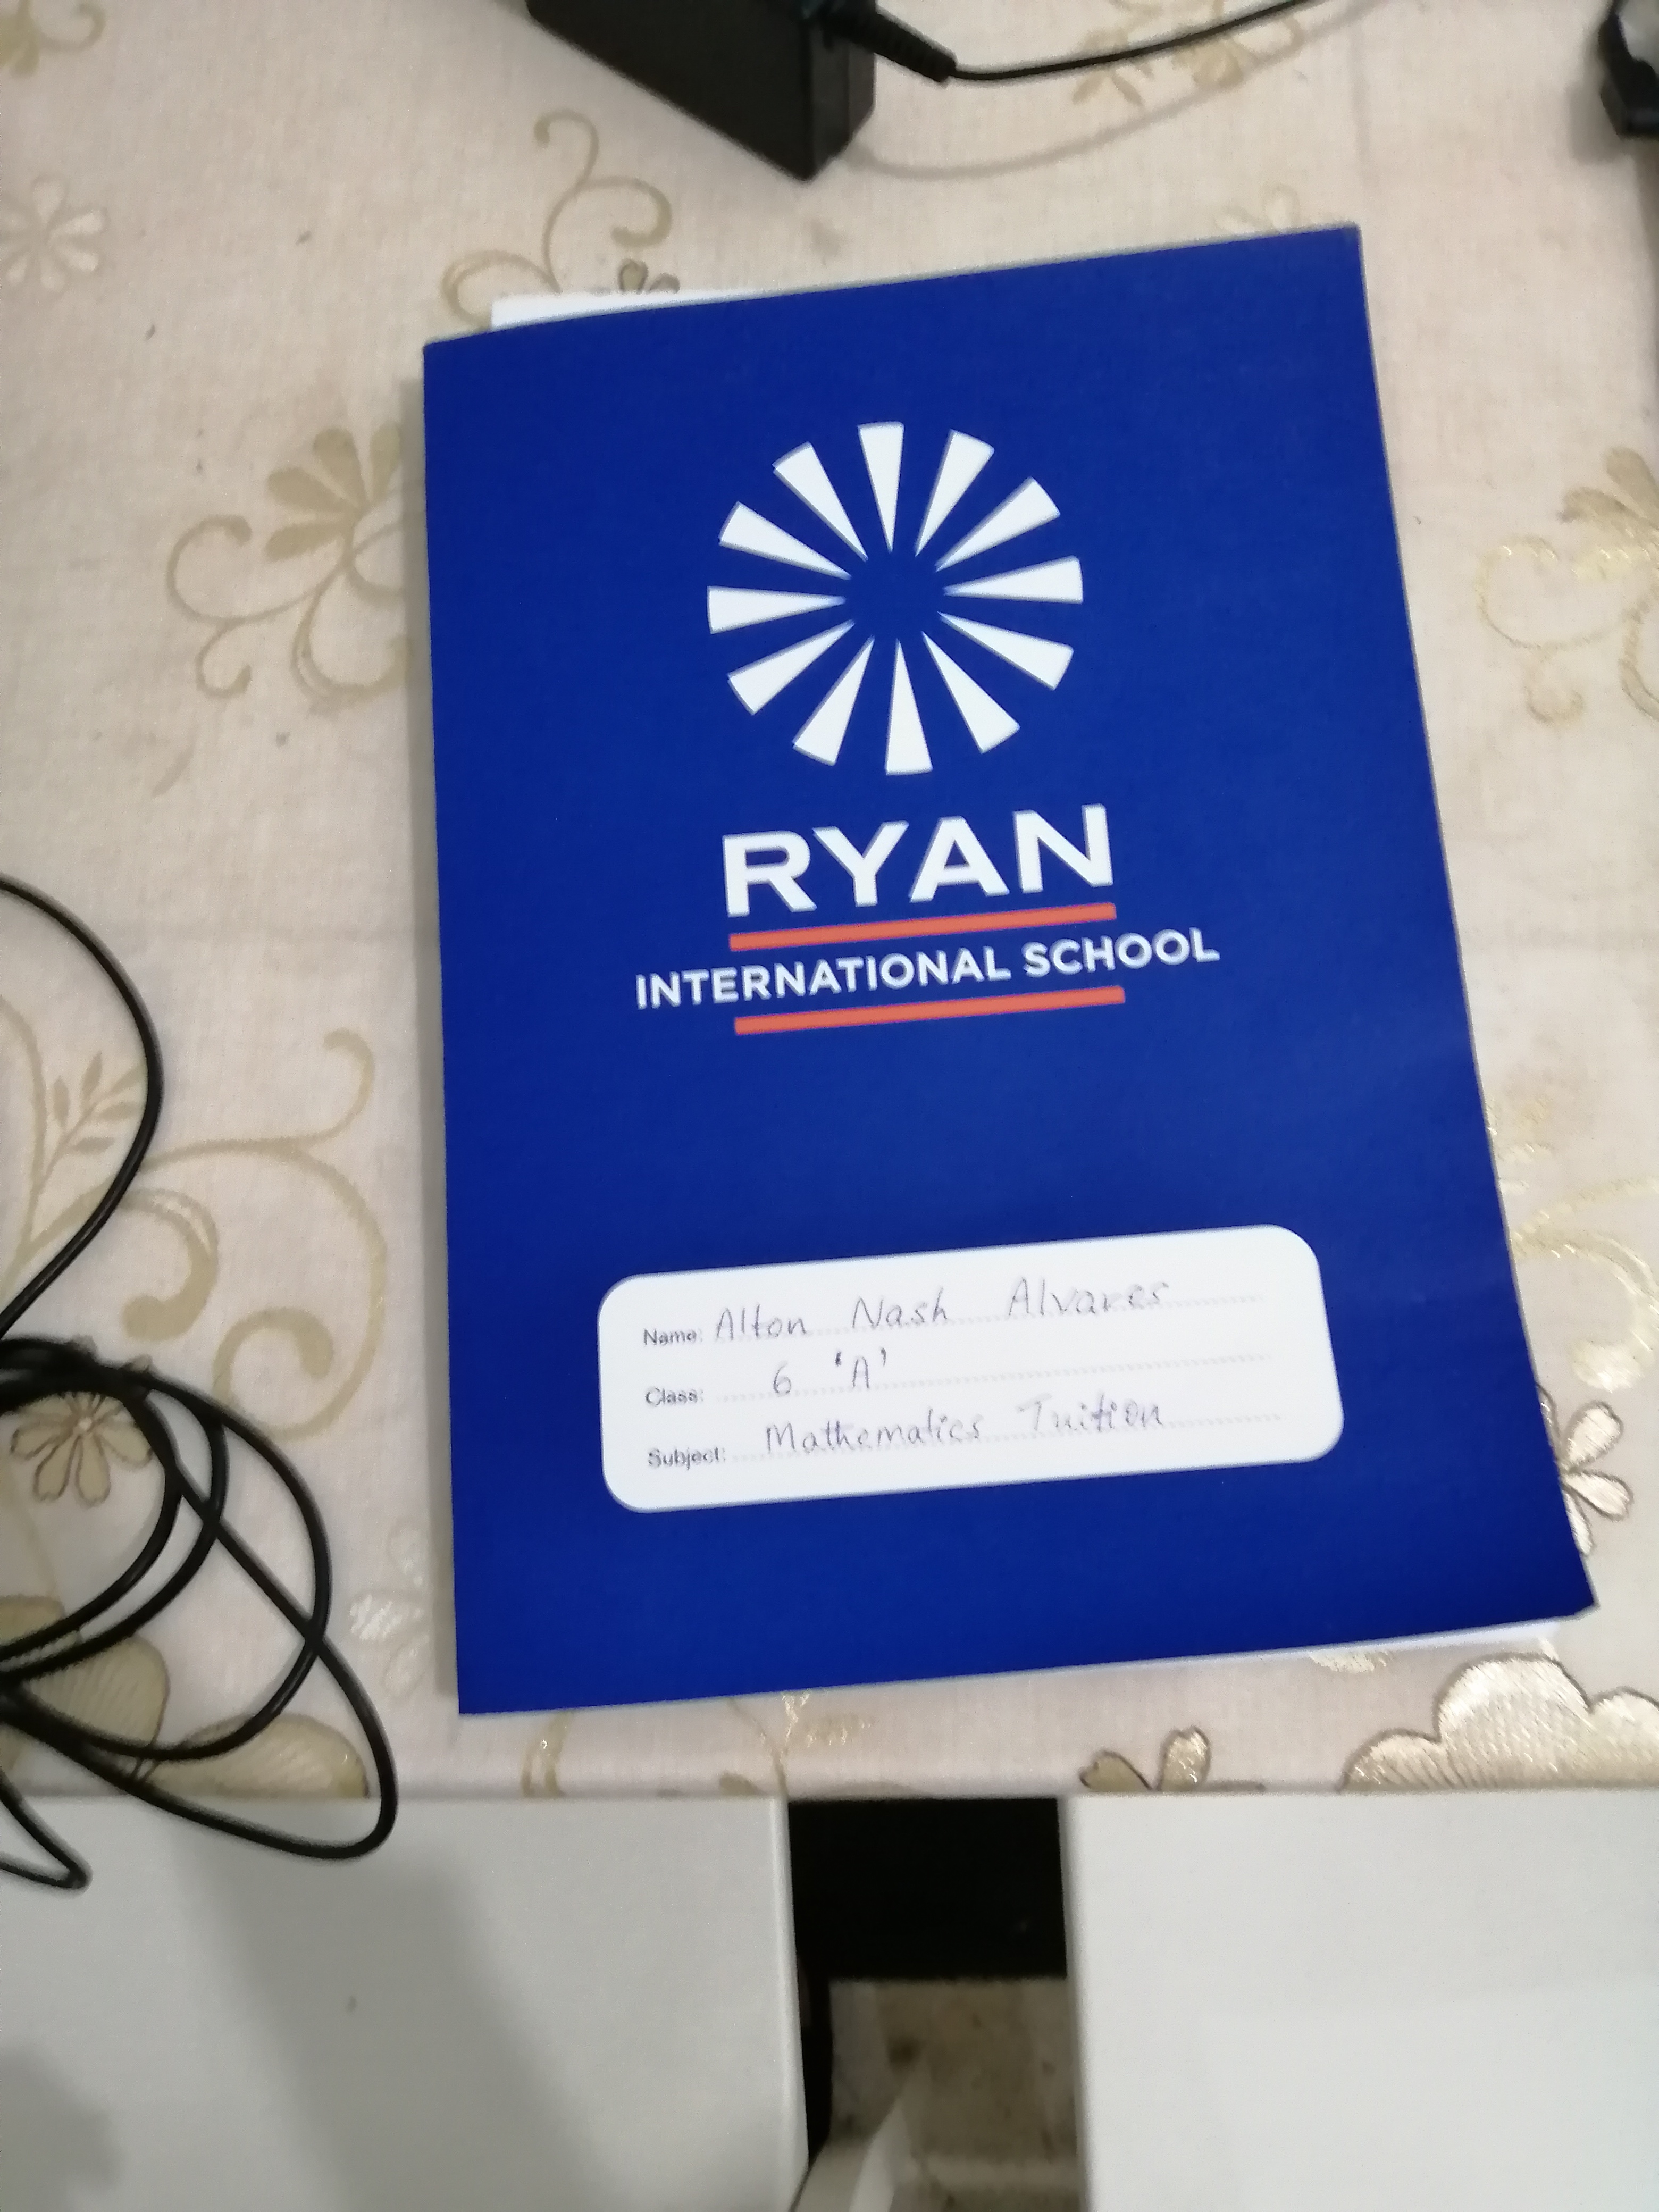 RYAN
INTERNATIONAL SCHOOL
Name: Alton Nash Alvares
Class: 6 'A'
Subject: Mathematics Tuition